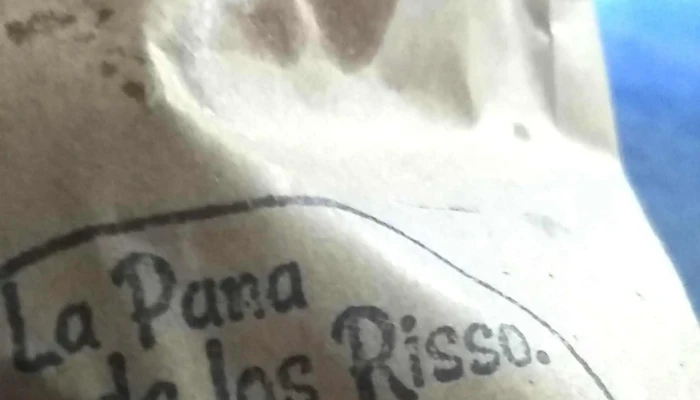 La Pana
de los Risso.